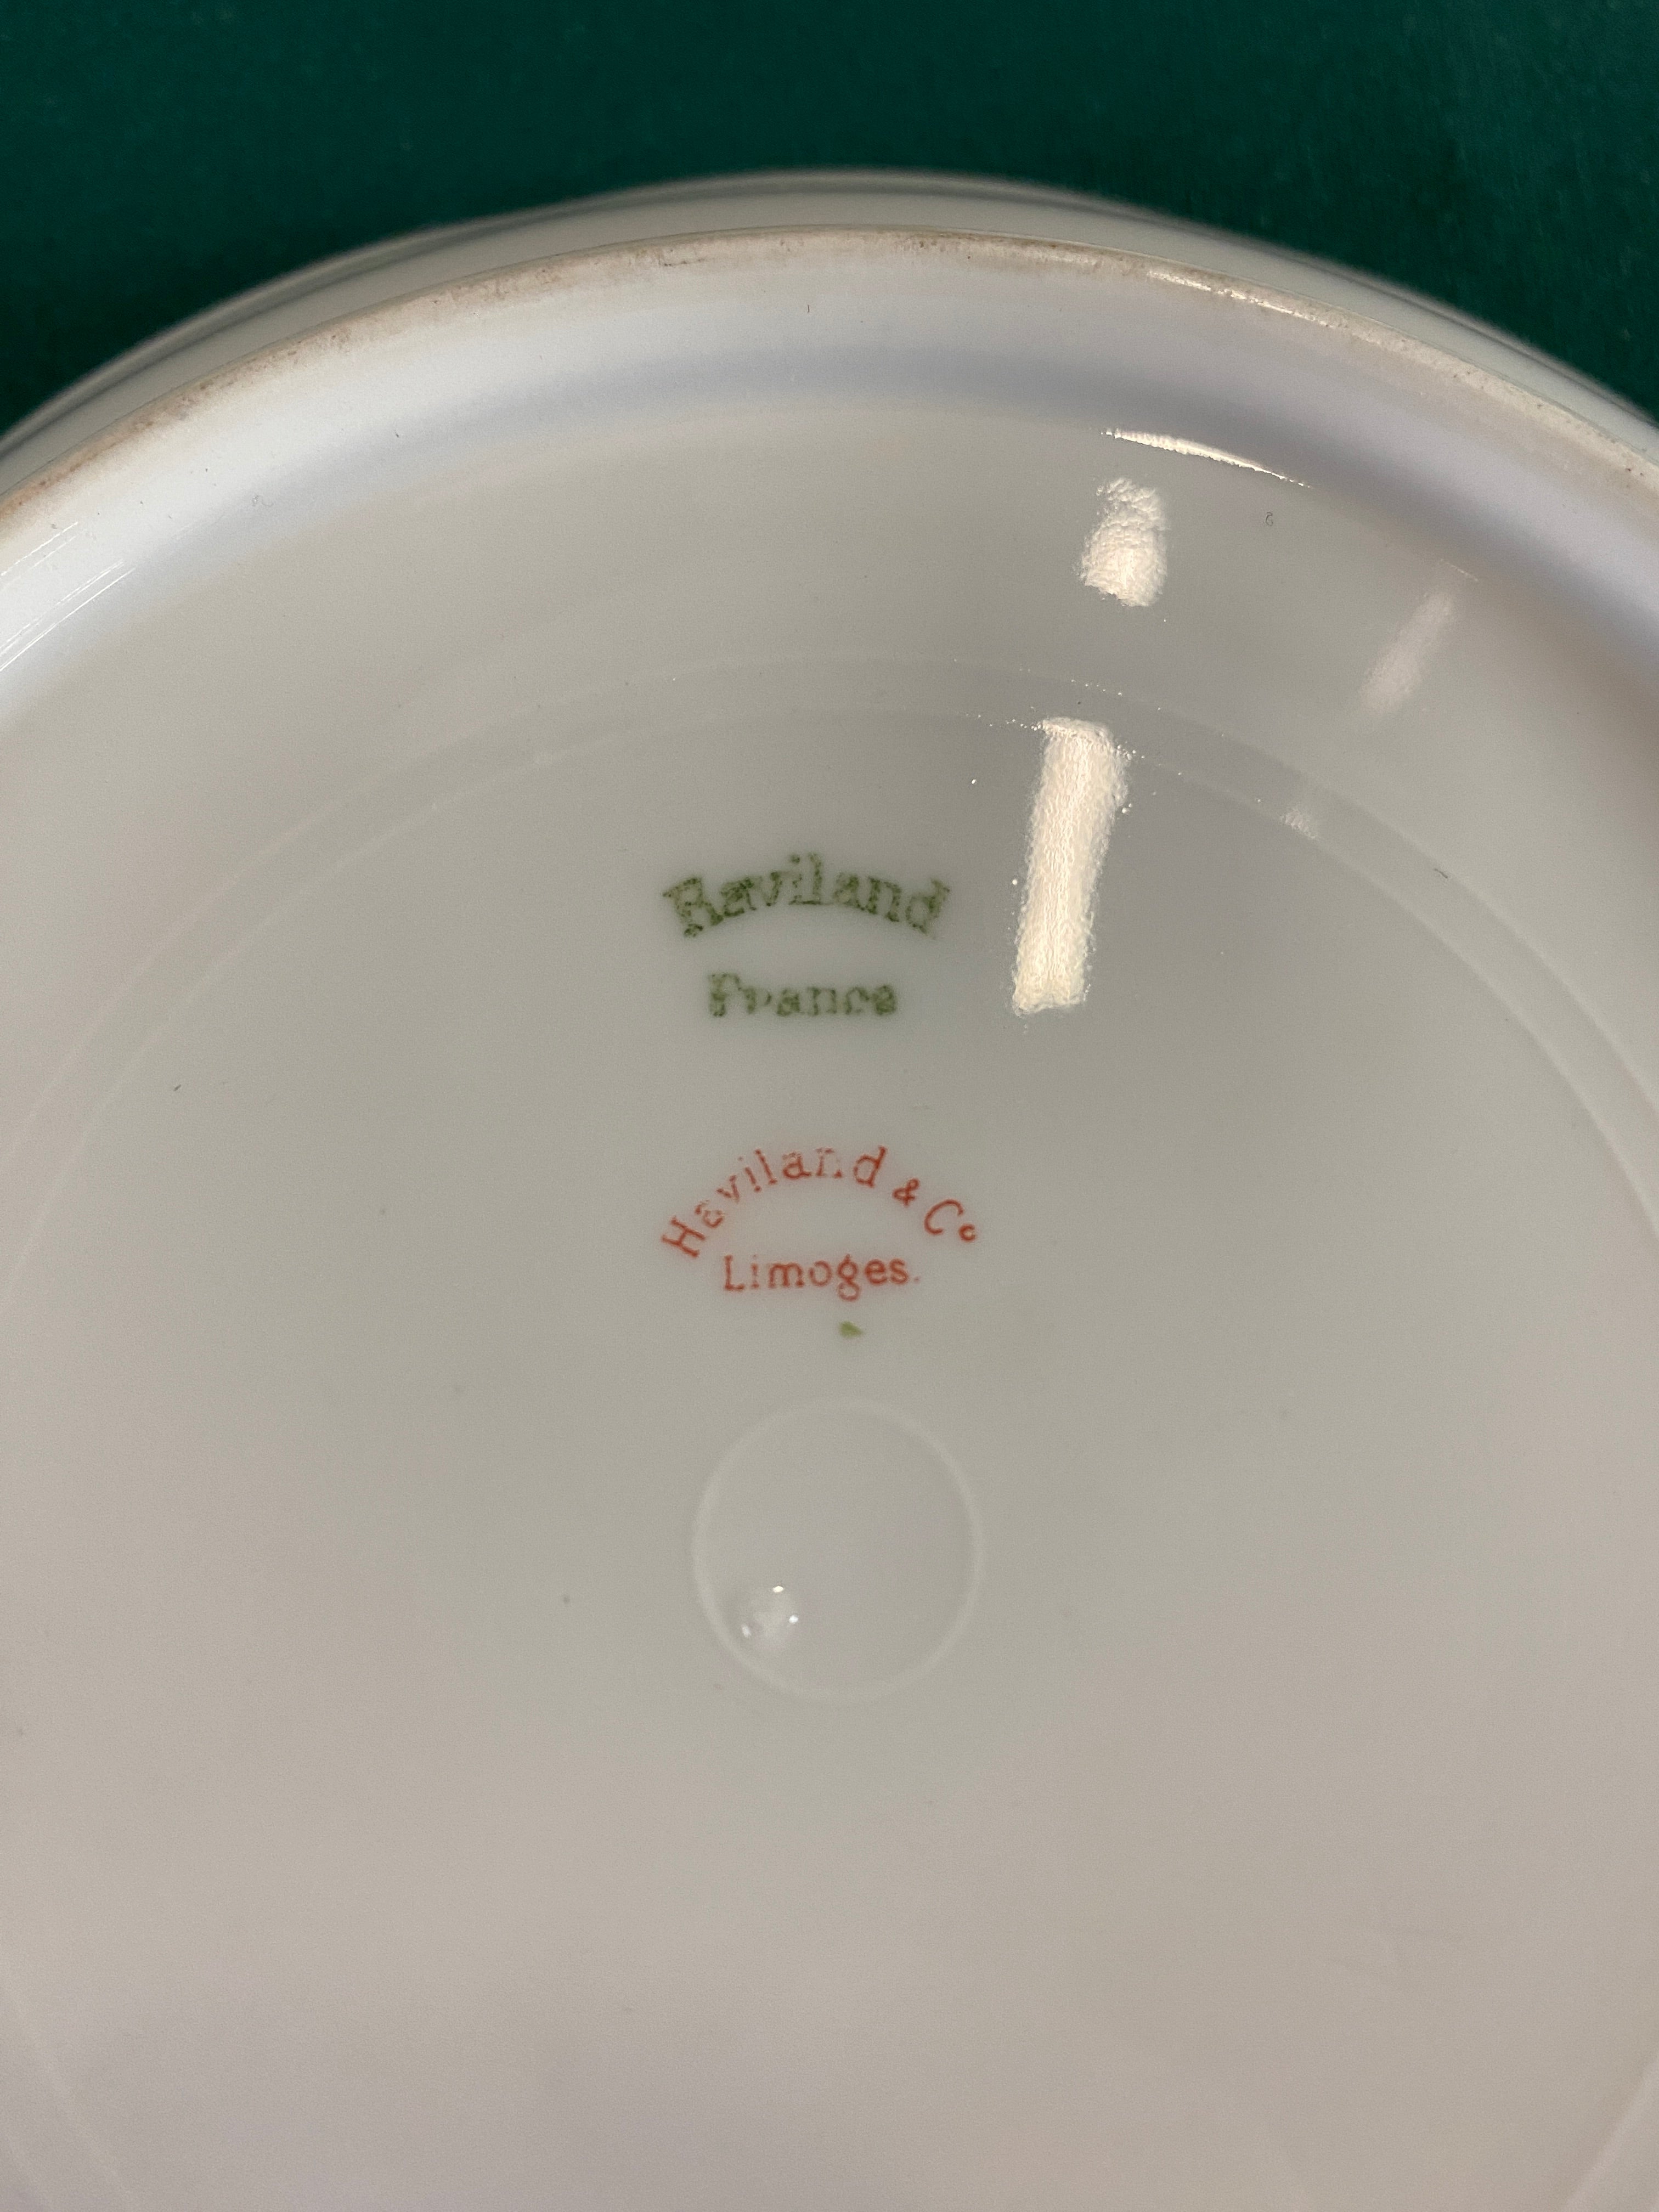 Haviland
France
Haviland & Co
Limoges.